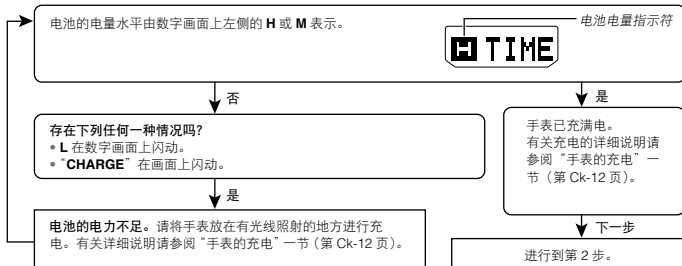 电池的电量水平由数字画面上左侧的 H 或 M 表示。
电池电量指示符
H TIME
否
是
存在下列任何一种情况吗?
• L 在数字画面上闪动。
• “CHARGE”在画面上闪动。
手表已充满电。
有关充电的详细说明请
参阅“手表的充电”一
节(第 Ck-12 页)。
是
电池的电力不足。请将手表放在有光线照射的地方进行充
电。有关详细说明请参阅“手表的充电”一节(第 Ck-12 页)。
下一步
进行到第 2 步。